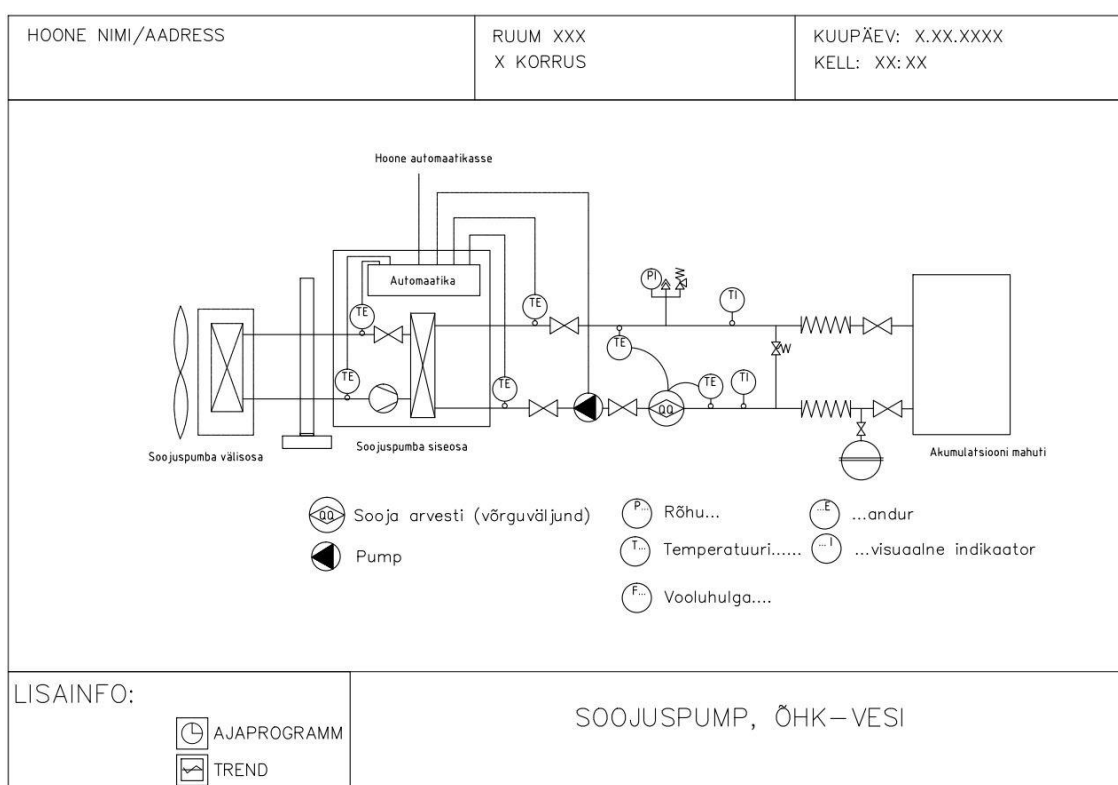 HOONE NIMI/AADRESS
RUUM XXX
X KORRUS
KUUPÄEV: X.XX.XXXX
KELL: XX:XX
Hoone automaatikasse
Automaatika
PI
TE
TI
TE
TE
TE
TE
TE
TE
TI
QQ
Soojuspumba välisosa
Soojuspumba siseosa
Akumulatsiooni mahuti
QQ Sooja arvesti (võrguväljund)
Pump
P... Rõhu...
T... Temperatuuri......
F... Vooluhulga....
...E ...andur
...I ...visuaalne indikaator
LISAINFO:
AJAPROGRAMM
TREND
SOOJUSPUMP, ÕHK-VESI